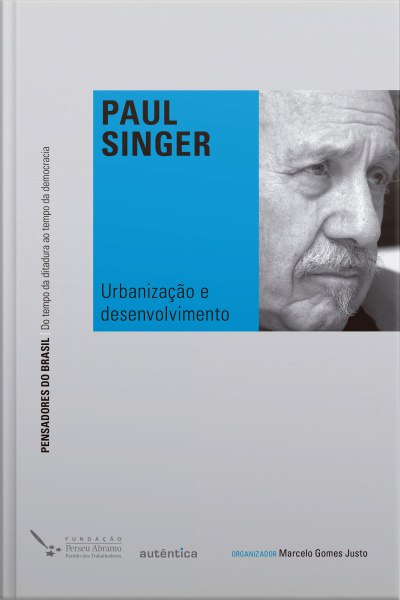 PAUL
SINGER
Urbanização e
desenvolvimento
PENSADORES DO BRASIL Do tempo da ditadura ao tempo da democracia
FUNDAÇÃO
Perseu Abramo
Partido dos Trabalhadores
autêntica
ORGANIZADOR Marcelo Gomes Justo